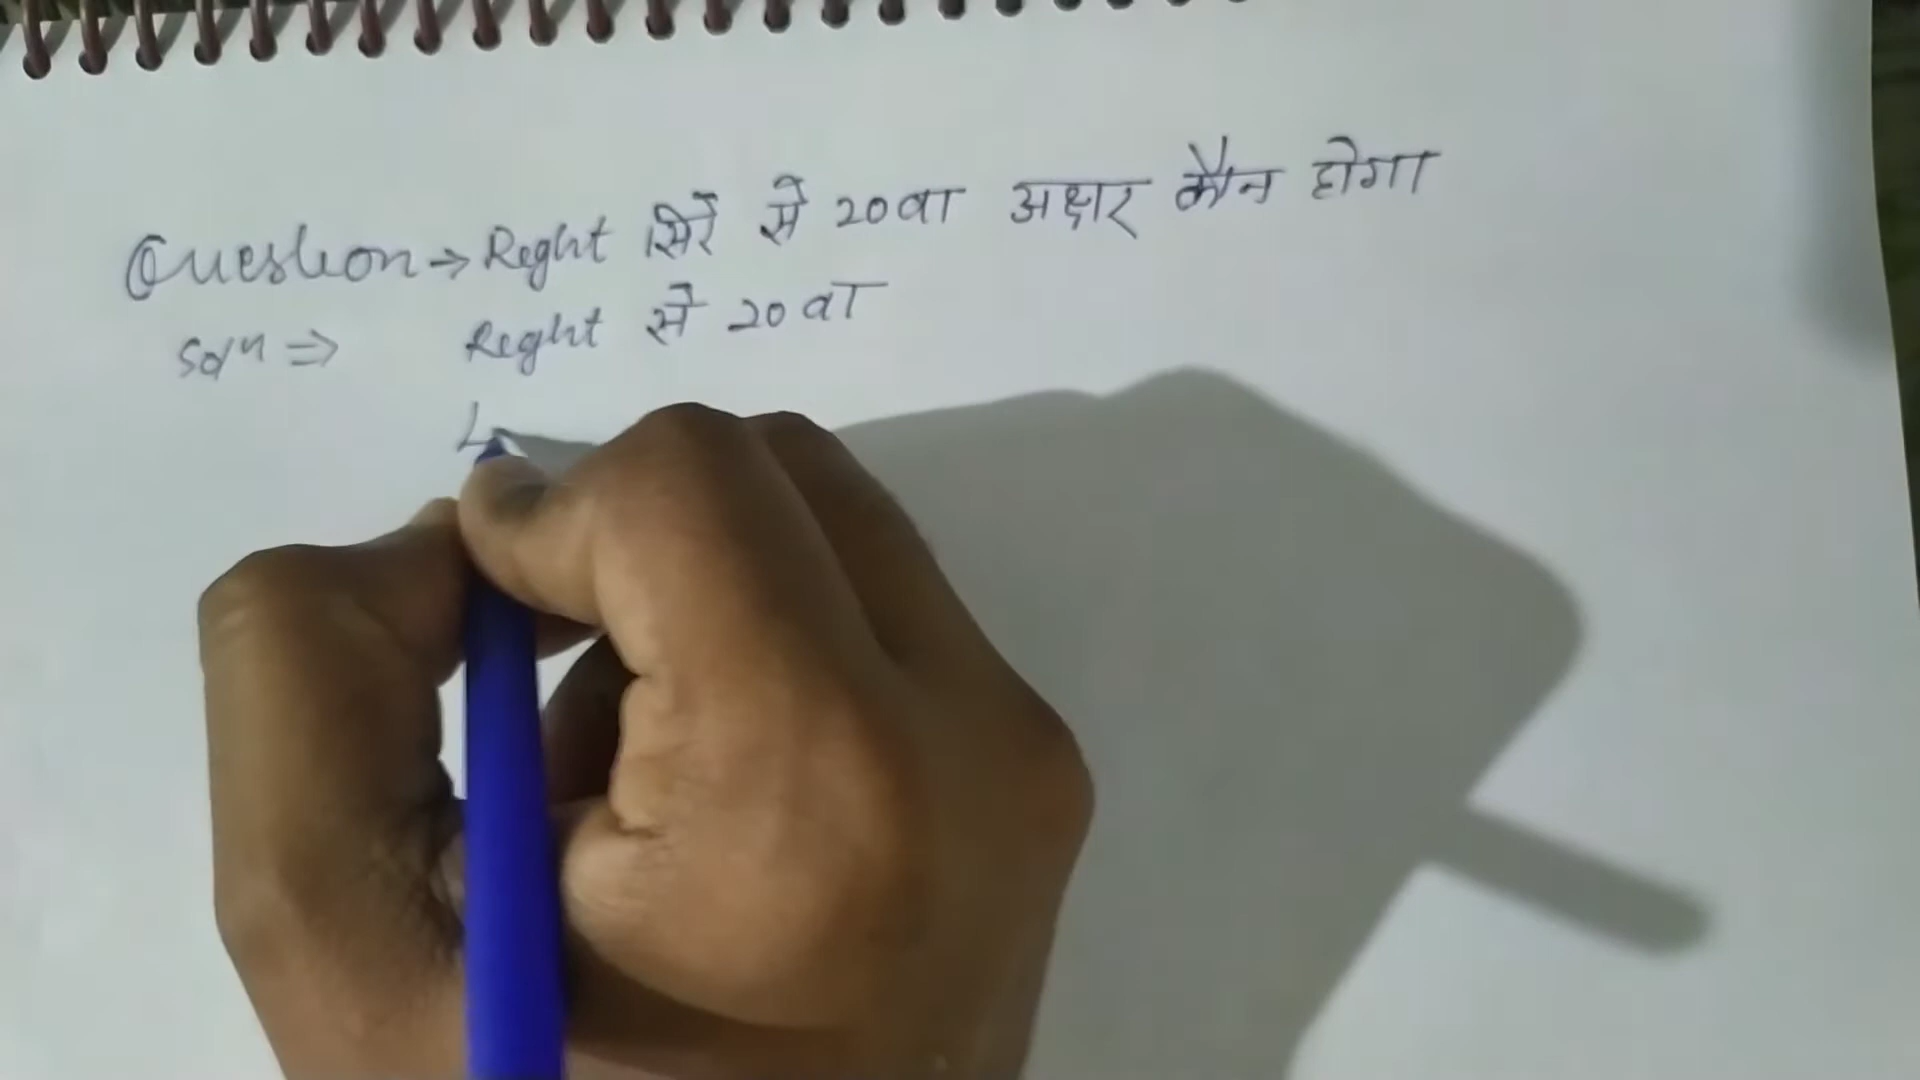 Question → Reght सिरे से 20वा अक्षर कौन होगा
Soln ⇒ Reght से 20वा
L